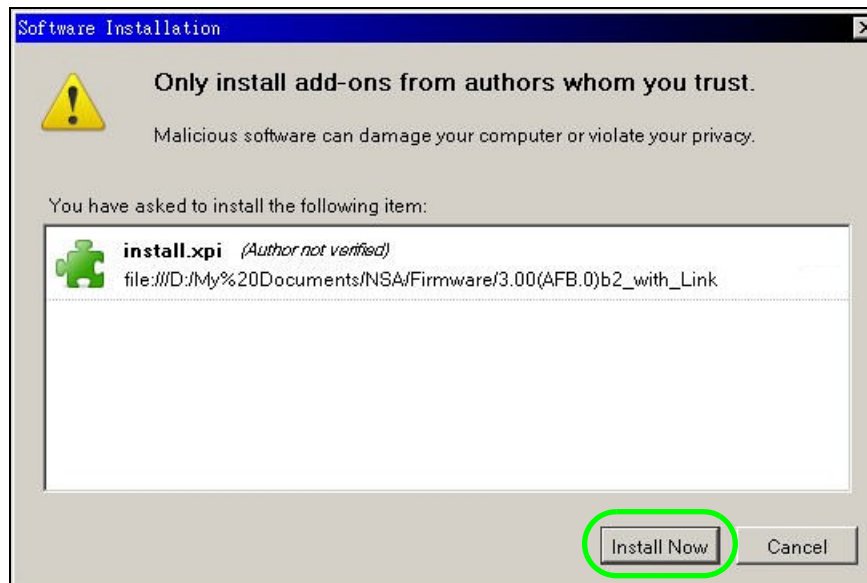 Software Installation
Only install add-ons from authors whom you trust.
Malicious software can damage your computer or violate your privacy.
You have asked to install the following item:
install.xpi (Author not verified)
file:///D:/My%20Documents/NSA/Firmware/3.00(AFB.0)b2_with_Link
Install Now Cancel